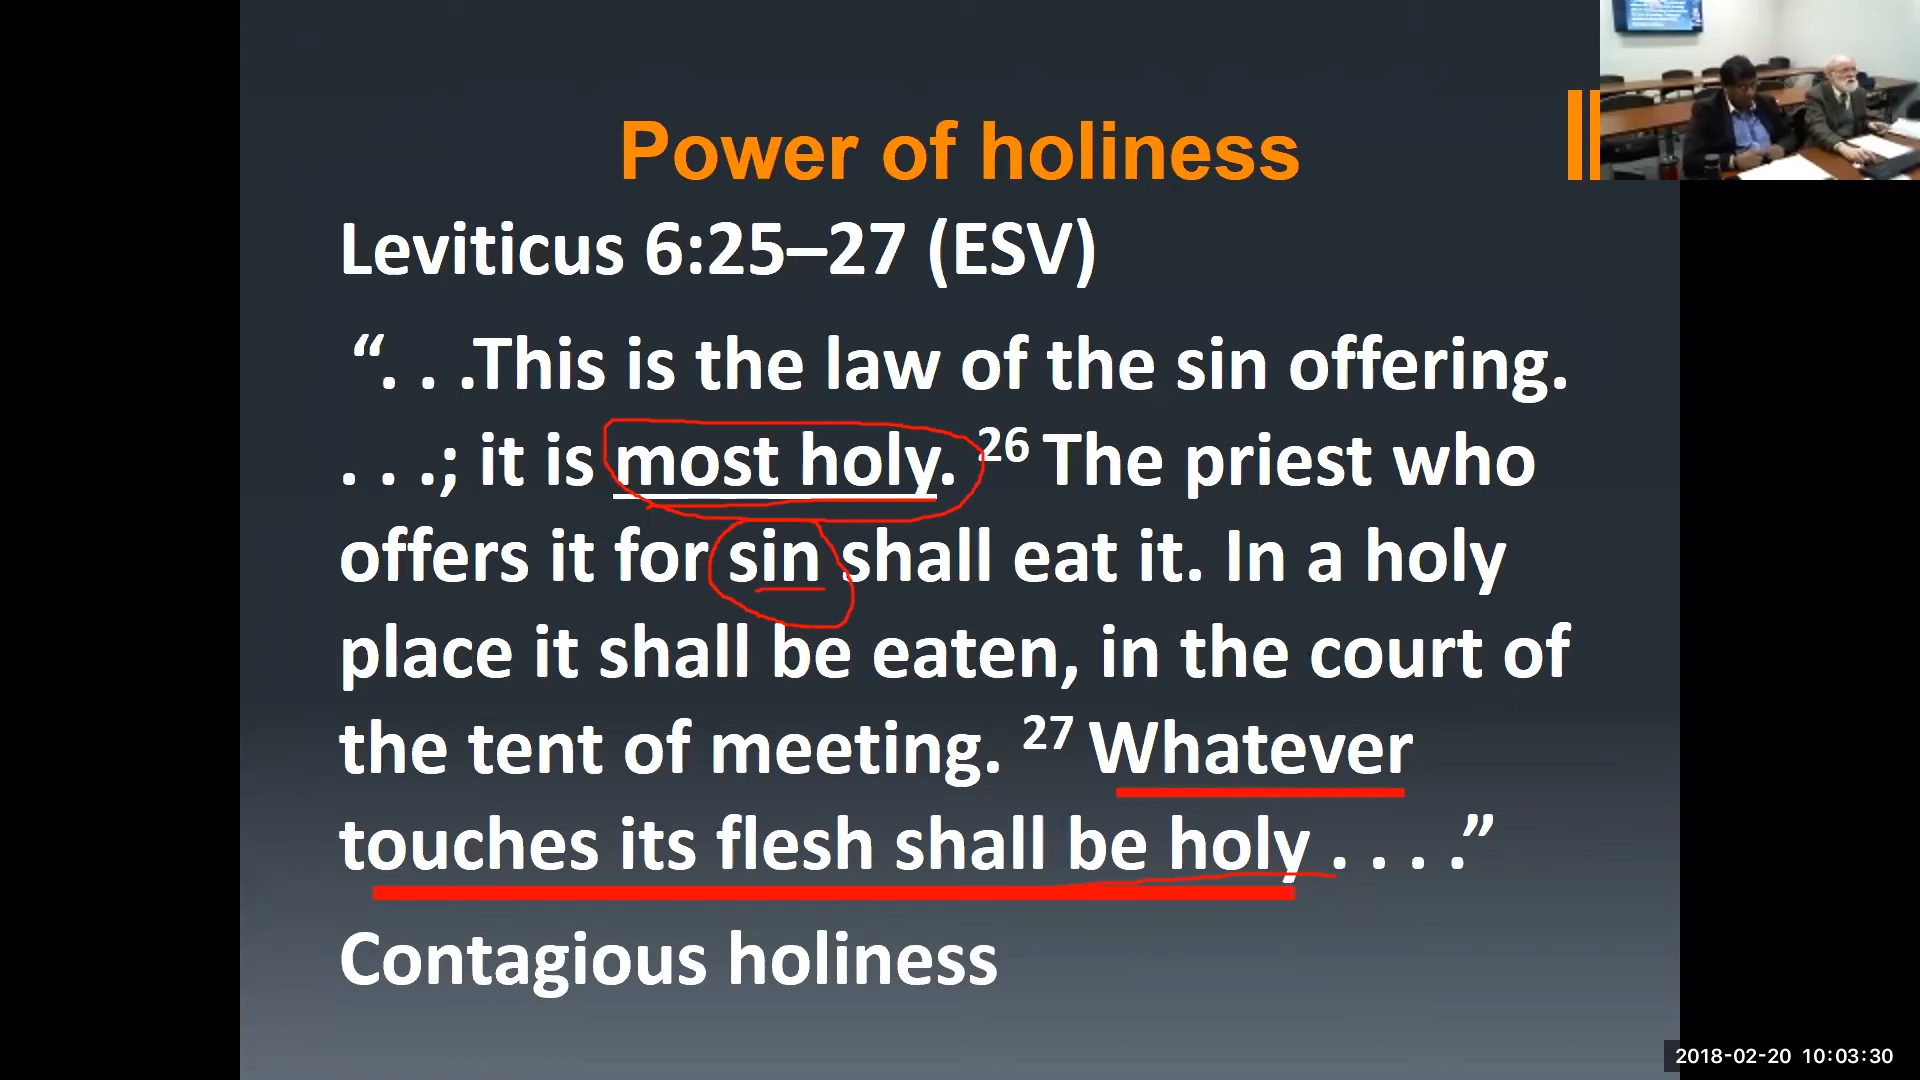 Power of holiness
Leviticus 6:25–27 (ESV)
“. . .This is the law of the sin offering.
. . .; it is most holy. 26 The priest who
offers it for sin shall eat it. In a holy
place it shall be eaten, in the court of
the tent of meeting. 27 Whatever
touches its flesh shall be holy . . . .”
Contagious holiness
2018-02-20 10:03:30